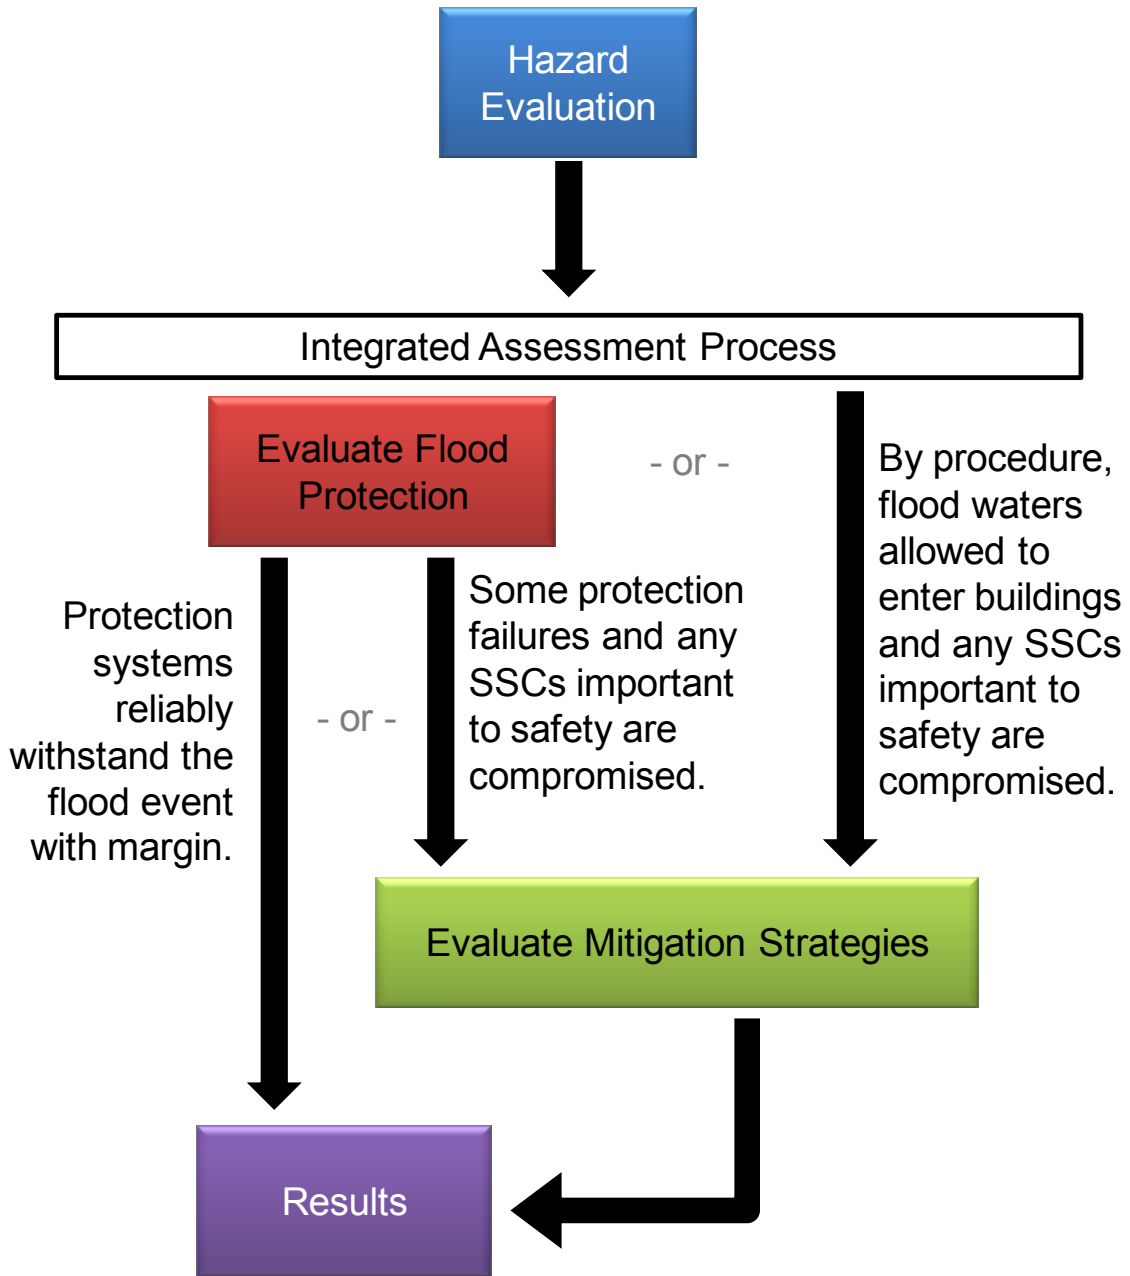 Hazard
Evaluation
Integrated Assessment Process
Evaluate Flood
Protection
- or -
By procedure,
flood waters
allowed to
enter buildings
and any SSCs
important to
safety are
compromised.
Protection
systems
reliably
withstand the
flood event
with margin.
- or -
Some protection
failures and any
SSCs important
to safety are
compromised.
Evaluate Mitigation Strategies
Results